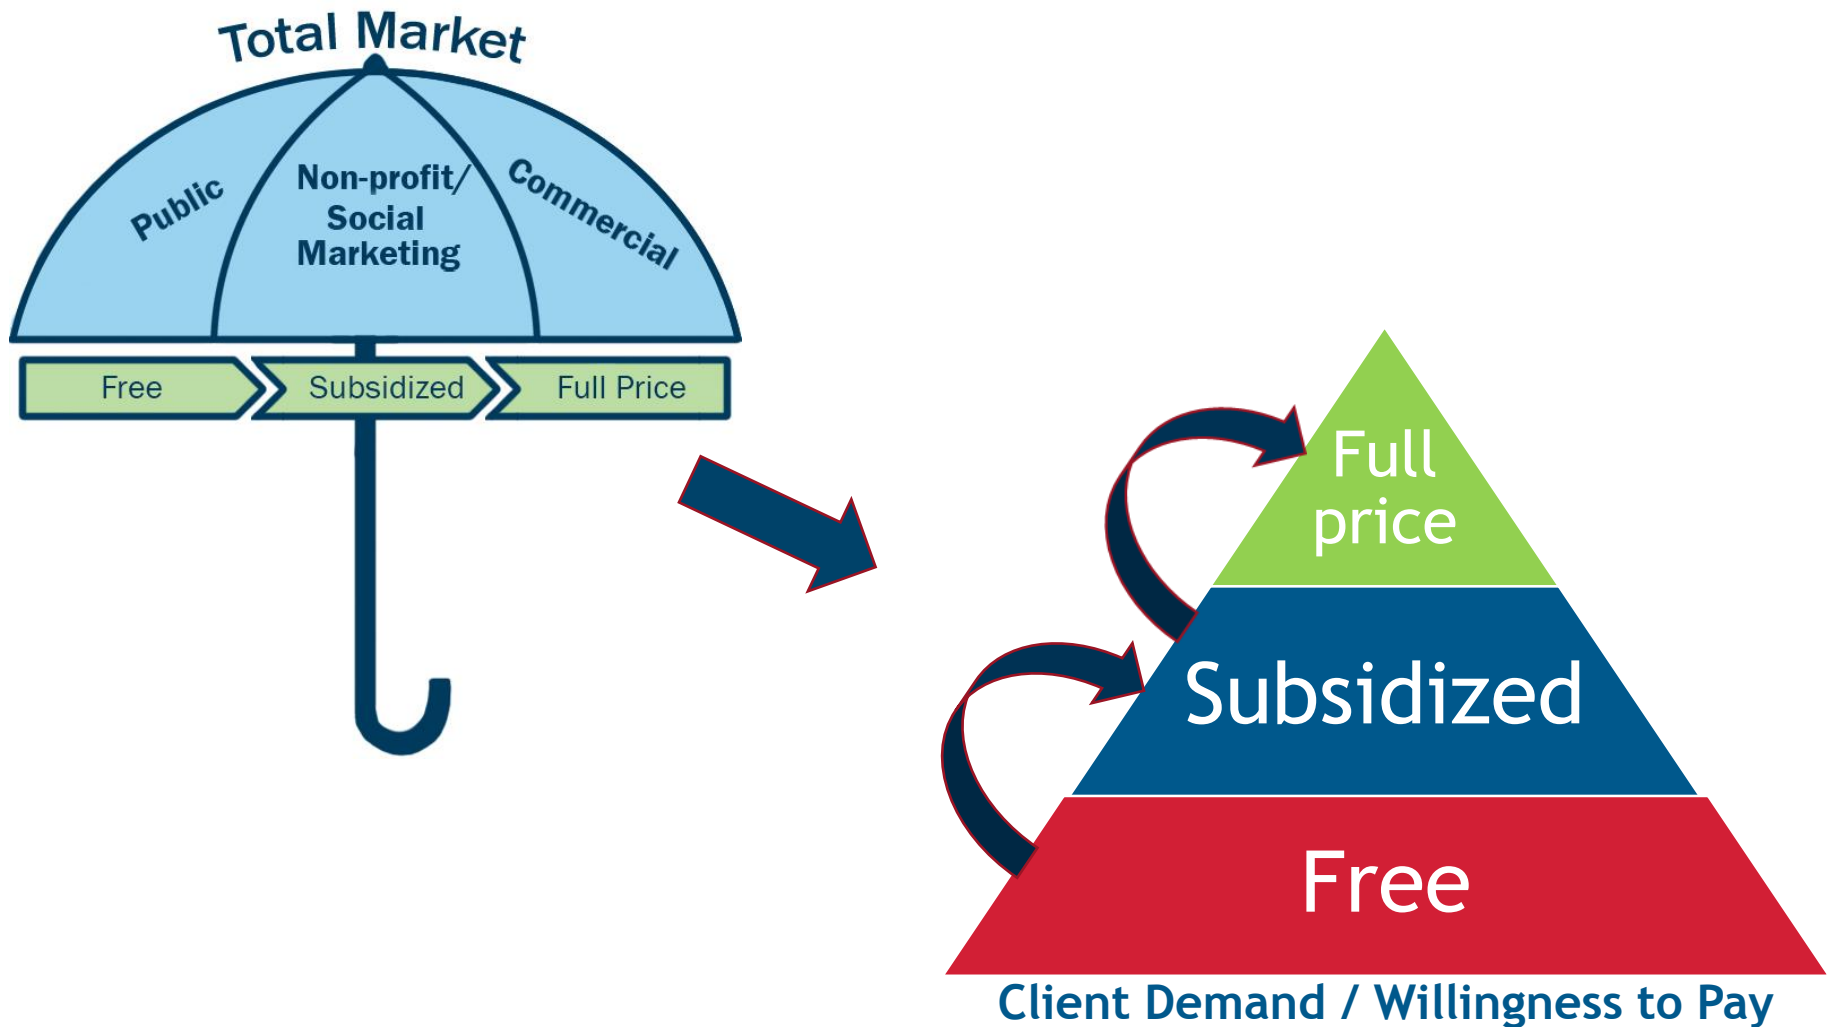 Total Market
Public
Non-profit/
Social
Marketing
Commercial
Free
Subsidized
Full Price
Full
price
Subsidized
Free
Client Demand / Willingness to Pay